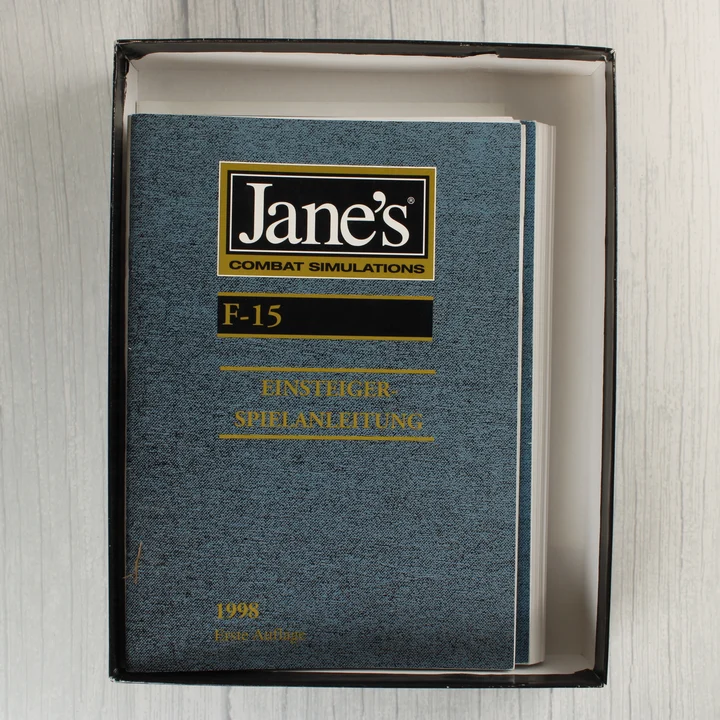 Jane's®
COMBAT SIMULATIONS
F-15
EINSTEIGER-
SPIELANLEITUNG
1998
Erste Auflage